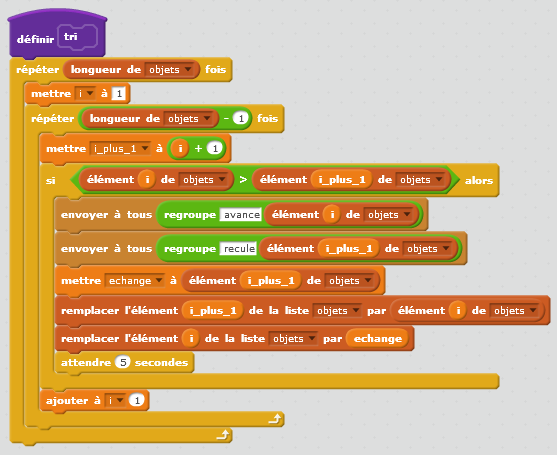 définir tri
répéter longueur de objets fois
mettre i à 1
répéter longueur de objets - 1 fois
mettre i_plus_1 à i + 1
si élément i de objets > élément i_plus_1 de objets alors
envoyer à tous regroupe avance élément i de objets
envoyer à tous regroupe recule élément i_plus_1 de objets
mettre echange à élément i_plus_1 de objets
remplacer l'élément i_plus_1 de la liste objets par élément i de objets
remplacer l'élément i de la liste objets par echange
attendre 5 secondes
ajouter à i 1